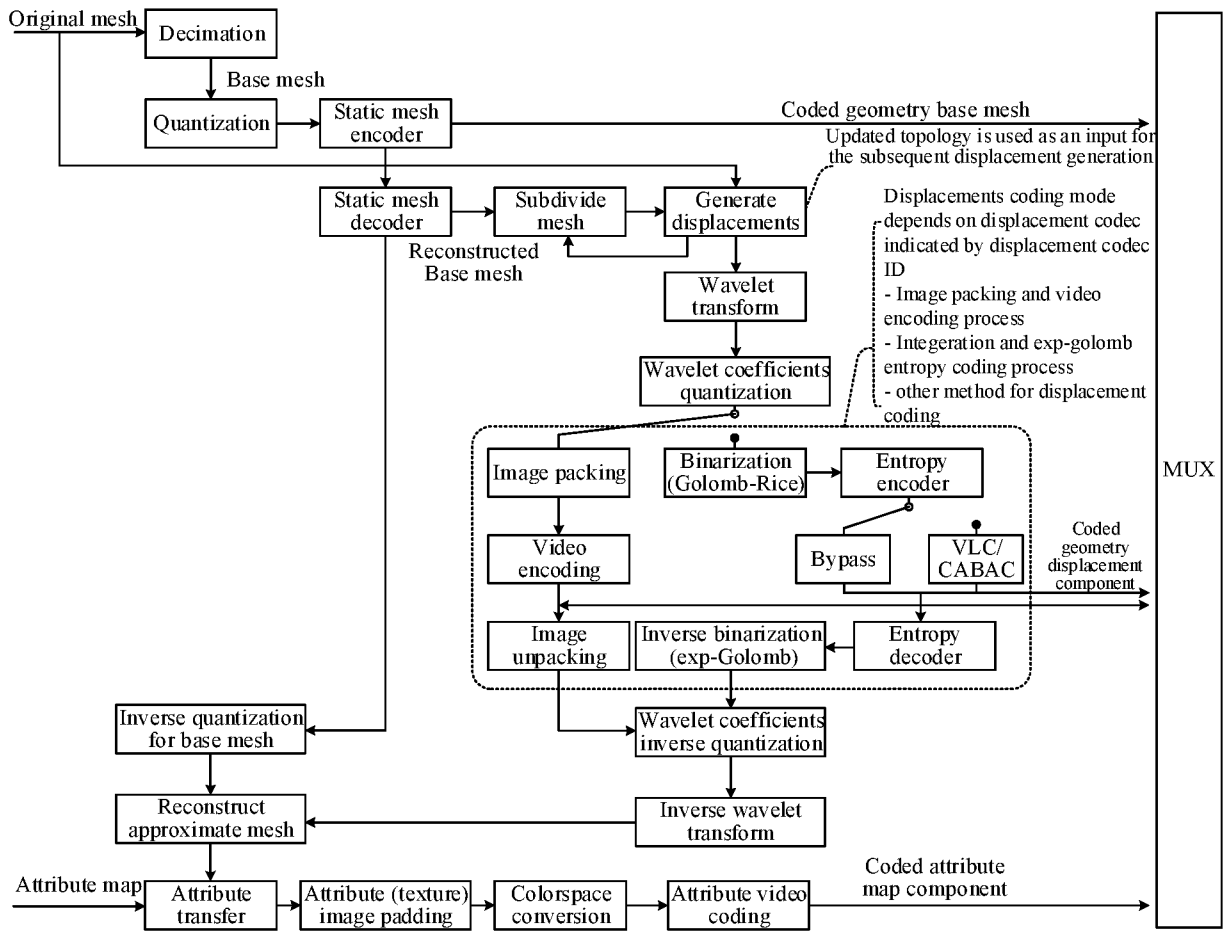 Original mesh
Decimation
Base mesh
Quantization
Static mesh
encoder
Coded geometry base mesh
Updated topology is used as an input for
the subsequent displacement generation
Static mesh
decoder
Subdivide
mesh
Generate
displacements
Reconstructed
Base mesh
Displacements coding mode
depends on displacement codec
indicated by displacement codec
ID
- Image packing and video
encoding process
- Integeration and exp-golomb
entropy coding process
- other method for displacement
coding
Wavelet
transform
Wavelet coefficients
quantization
Image packing
Binarization
(Golomb-Rice)
Entropy
encoder
MUX
Video
encoding
Bypass
VLC/
CABAC
Coded
geometry
displacement
component
Image
unpacking
Inverse binarization
(exp-Golomb)
Entropy
decoder
Inverse quantization
for base mesh
Wavelet coefficients
inverse quantization
Reconstruct
approximate mesh
Inverse wavelet
transform
Attribute map
Attribute
transfer
Attribute (texture)
image padding
Colorspace
conversion
Attribute video
coding
Coded attribute
map component